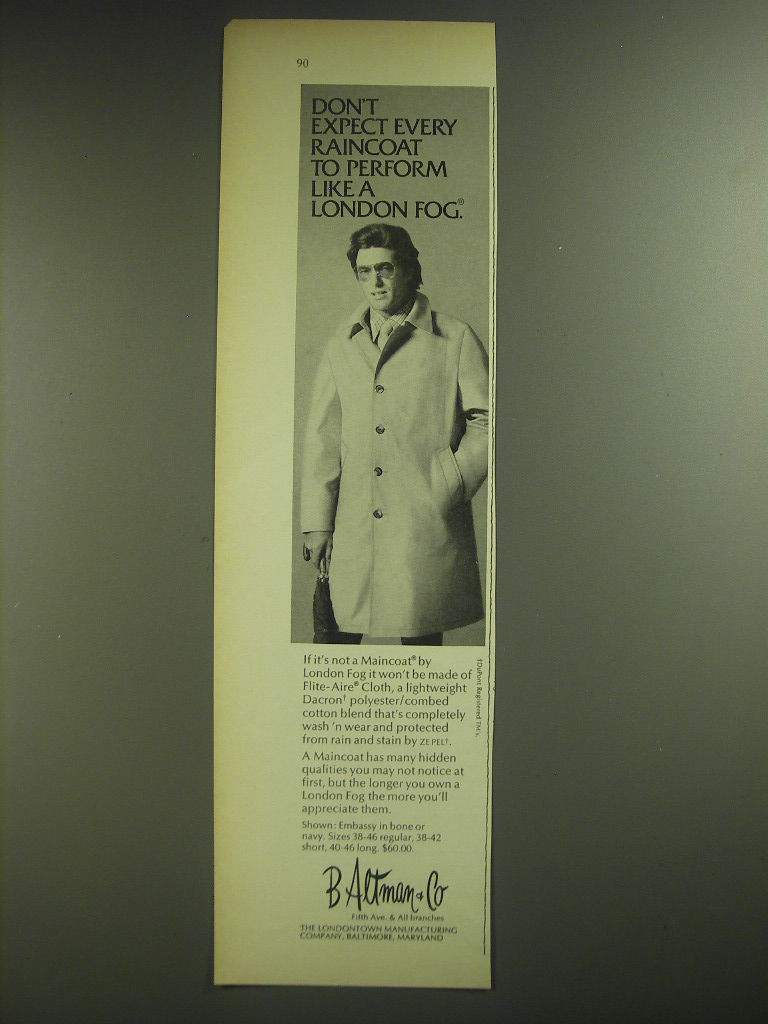 90
DON'T
EXPECT EVERY
RAINCOAT
TO PERFORM
LIKE A
LONDON FOG.®
If it's not a Maincoat® by
London Fog it won't be made of
Flite-Aire® Cloth, a lightweight
Dacron† polyester/combed
cotton blend that's completely
wash 'n wear and protected
from rain and stain by ZE PEL†.
A Maincoat has many hidden
qualities you may not notice at
first, but the longer you own a
London Fog the more you'll
appreciate them.
Shown: Embassy in bone or
navy. Sizes 38-46 regular, 38-42
short, 40-46 long. $60.00.
†DuPont Registered TM's.
B Altman & Co
Fifth Ave. & All branches
THE LONDONTOWN MANUFACTURING
COMPANY, BALTIMORE, MARYLAND